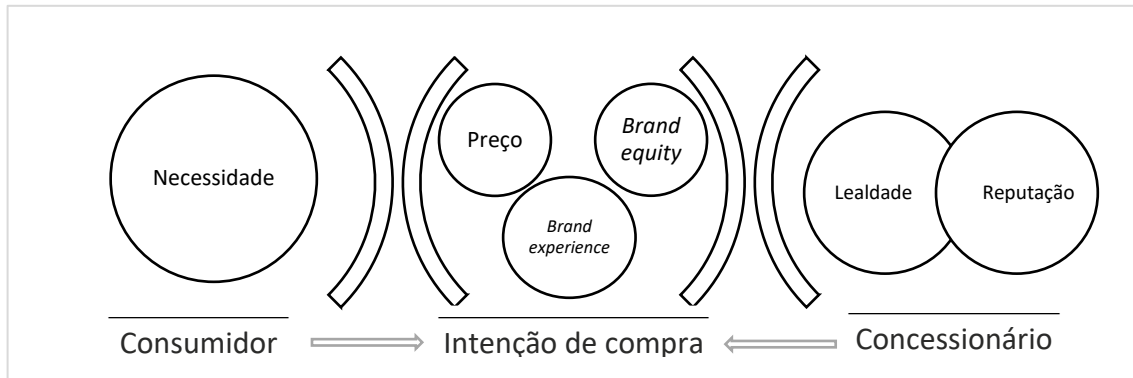 Necessidade
Preço
Brand
equity
Brand
experience
Lealdade
Reputação
Consumidor
Intenção de compra
Concessionário